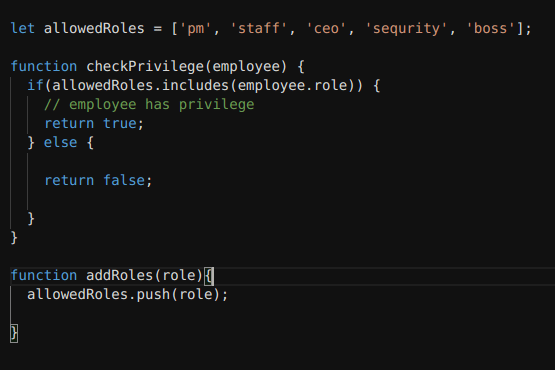 let allowedRoles = ['pm', 'staff', 'ceo', 'sequrity', 'boss'];
function checkPrivilege(employee) {
if(allowedRoles.includes(employee.role)) {
// employee has privilege
return true;
} else {
return false;
}
}
function addRoles(role){
allowedRoles.push(role);
}